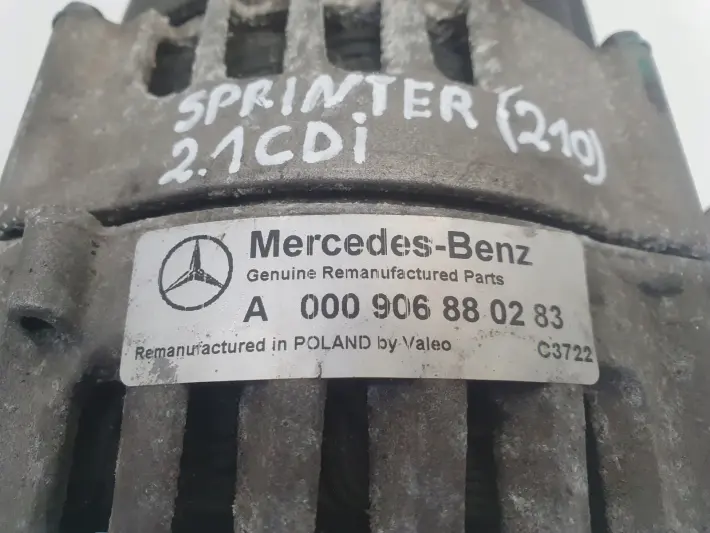 SPRINTER (210)
2.1CDi
Mercedes-Benz
Genuine Remanufactured Parts
A 000 906 88 02 83
Remanufactured in POLAND by Valeo C3722